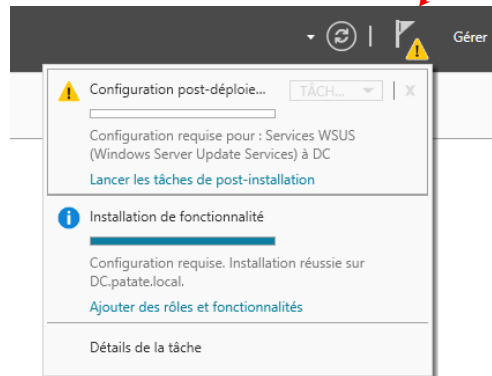 Gérer
Configuration post-déploie...
TÂCH...
X
Configuration requise pour : Services WSUS
(Windows Server Update Services) à DC
Lancer les tâches de post-installation
Installation de fonctionnalité
Configuration requise. Installation réussie sur
DC.patate.local.
Ajouter des rôles et fonctionnalités
Détails de la tâche